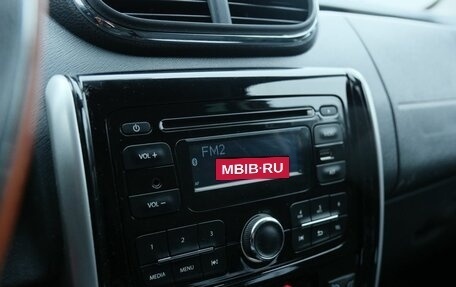 FM2
MBIB-RU
VOL +
VOL −
1 2 3
MEDIA MENU